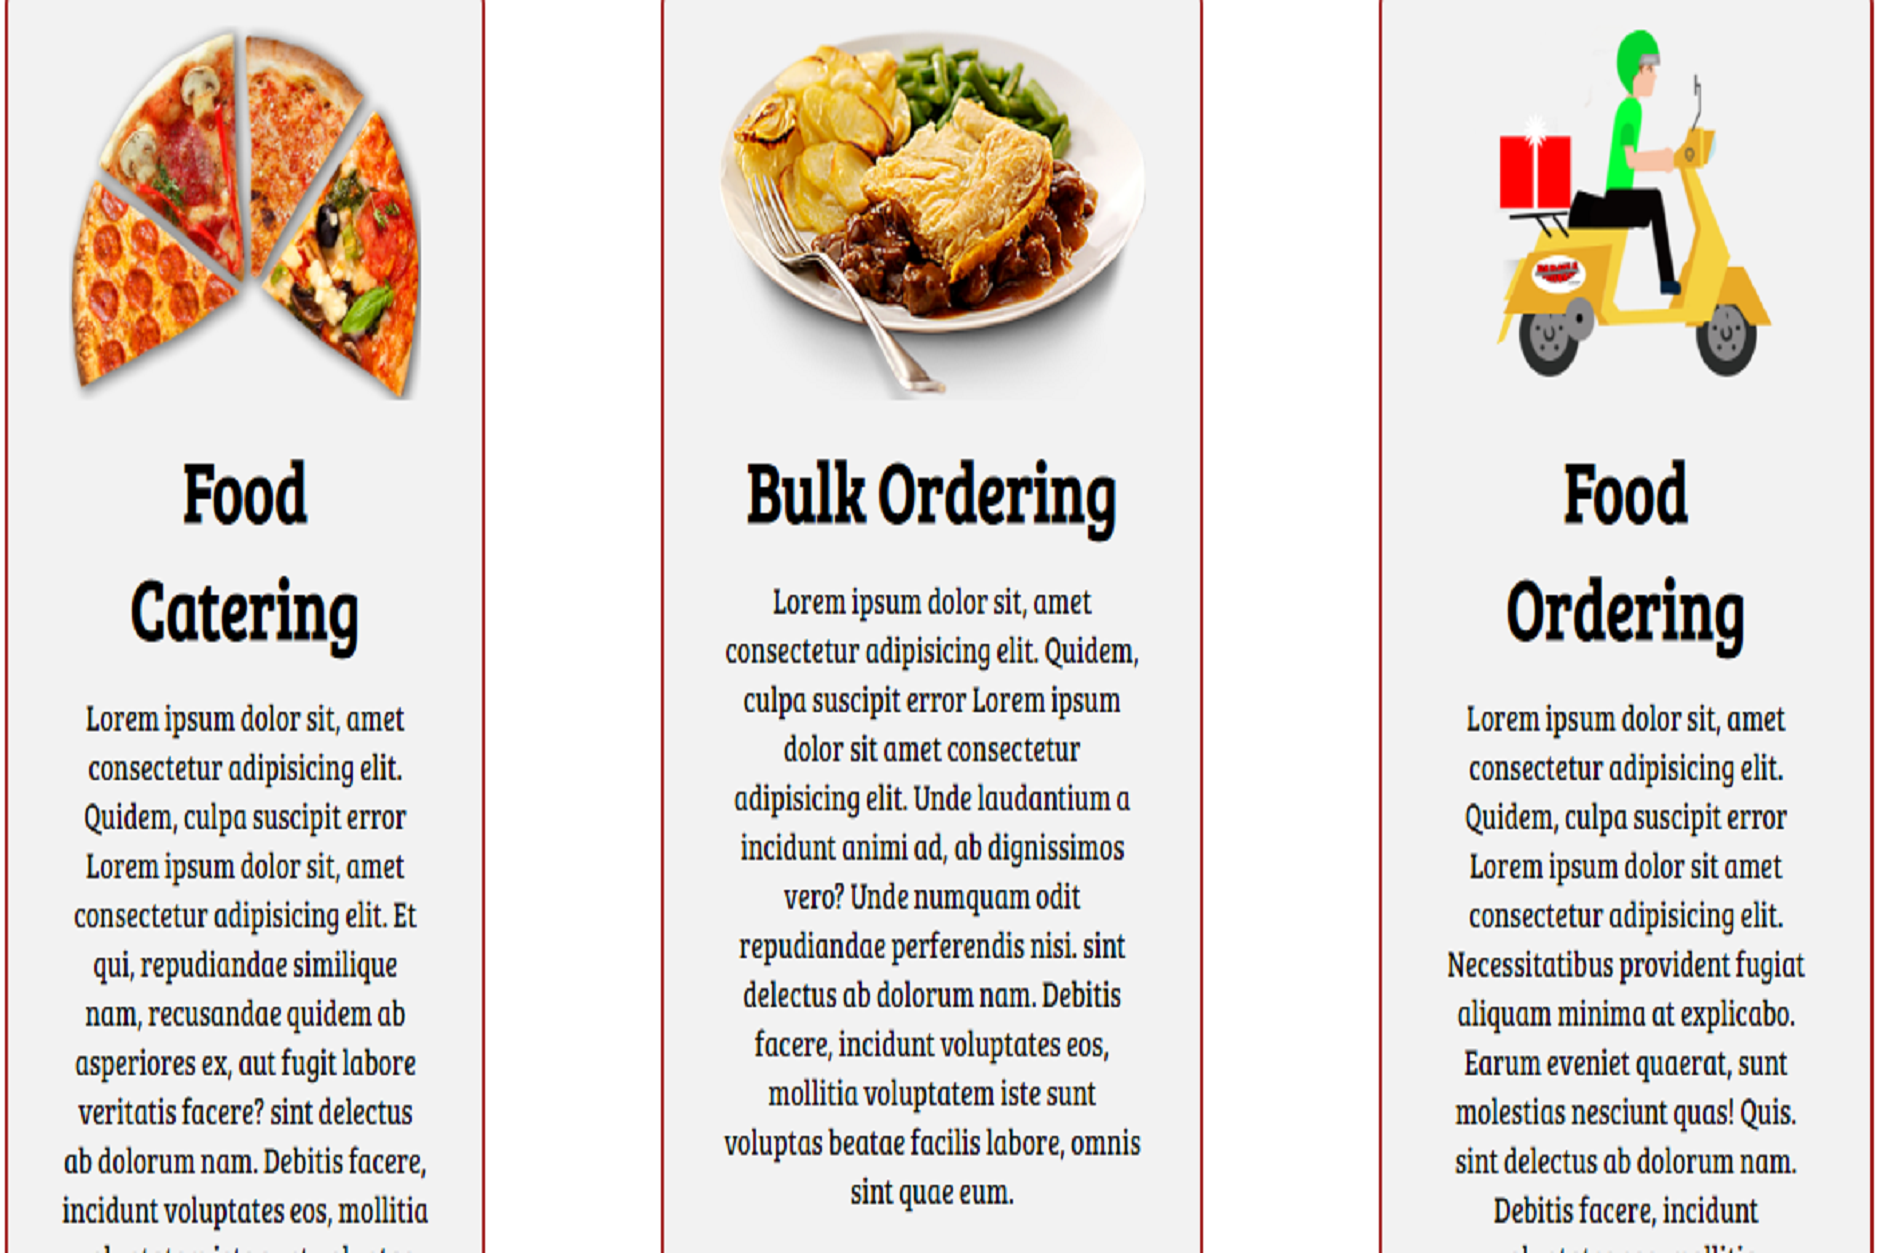 Food
Catering
Lorem ipsum dolor sit, amet
consectetur adipisicing elit.
Quidem, culpa suscipit error
Lorem ipsum dolor sit, amet
consectetur adipisicing elit. Et
qui, repudiandae similique
nam, recusandae quidem ab
asperiores ex, aut fugit labore
veritatis facere? sint delectus
ab dolorum nam. Debitis facere,
incidunt voluptates eos, mollitia
Bulk Ordering
Lorem ipsum dolor sit, amet
consectetur adipisicing elit. Quidem,
culpa suscipit error Lorem ipsum
dolor sit amet consectetur
adipisicing elit. Unde laudantium a
incidunt animi ad, ab dignissimos
vero? Unde numquam odit
repudiandae perferendis nisi. sint
delectus ab dolorum nam. Debitis
facere, incidunt voluptates eos,
mollitia voluptatem iste sunt
voluptas beatae facilis labore, omnis
sint quae eum.
Food
Ordering
Lorem ipsum dolor sit, amet
consectetur adipisicing elit.
Quidem, culpa suscipit error
Lorem ipsum dolor sit amet
consectetur adipisicing elit.
Necessitatibus provident fugiat
aliquam minima at explicabo.
Earum eveniet quaerat, sunt
molestias nesciunt quas! Quis.
sint delectus ab dolorum nam.
Debitis facere, incidunt